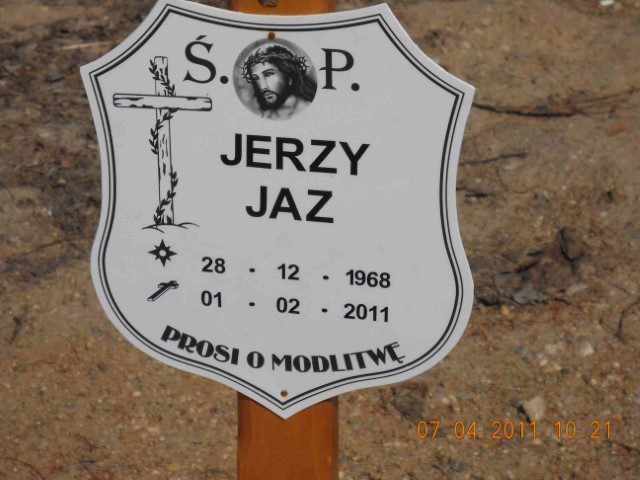 Ś. P.
JERZY
JAZ
28 - 12 - 1968
01 - 02 - 2011
PROSI O MODLITWĘ
07 04 2011 10 21